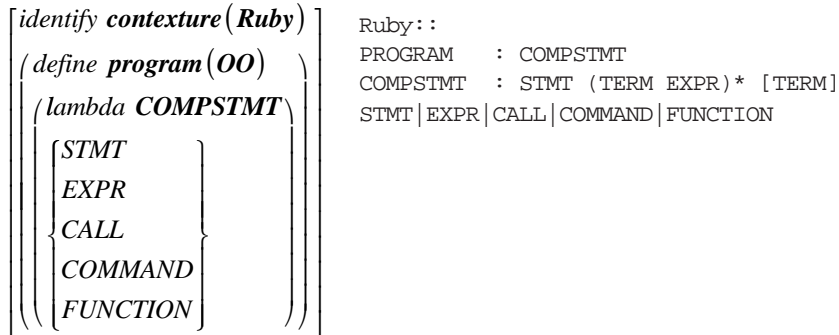 identify contexture(Ruby)
define program(OO)
lambda COMPSTMT
STMT
EXPR
CALL
COMMAND
FUNCTION
Ruby::
PROGRAM : COMPSTMT
COMPSTMT : STMT (TERM EXPR)* [TERM]
STMT|EXPR|CALL|COMMAND|FUNCTION